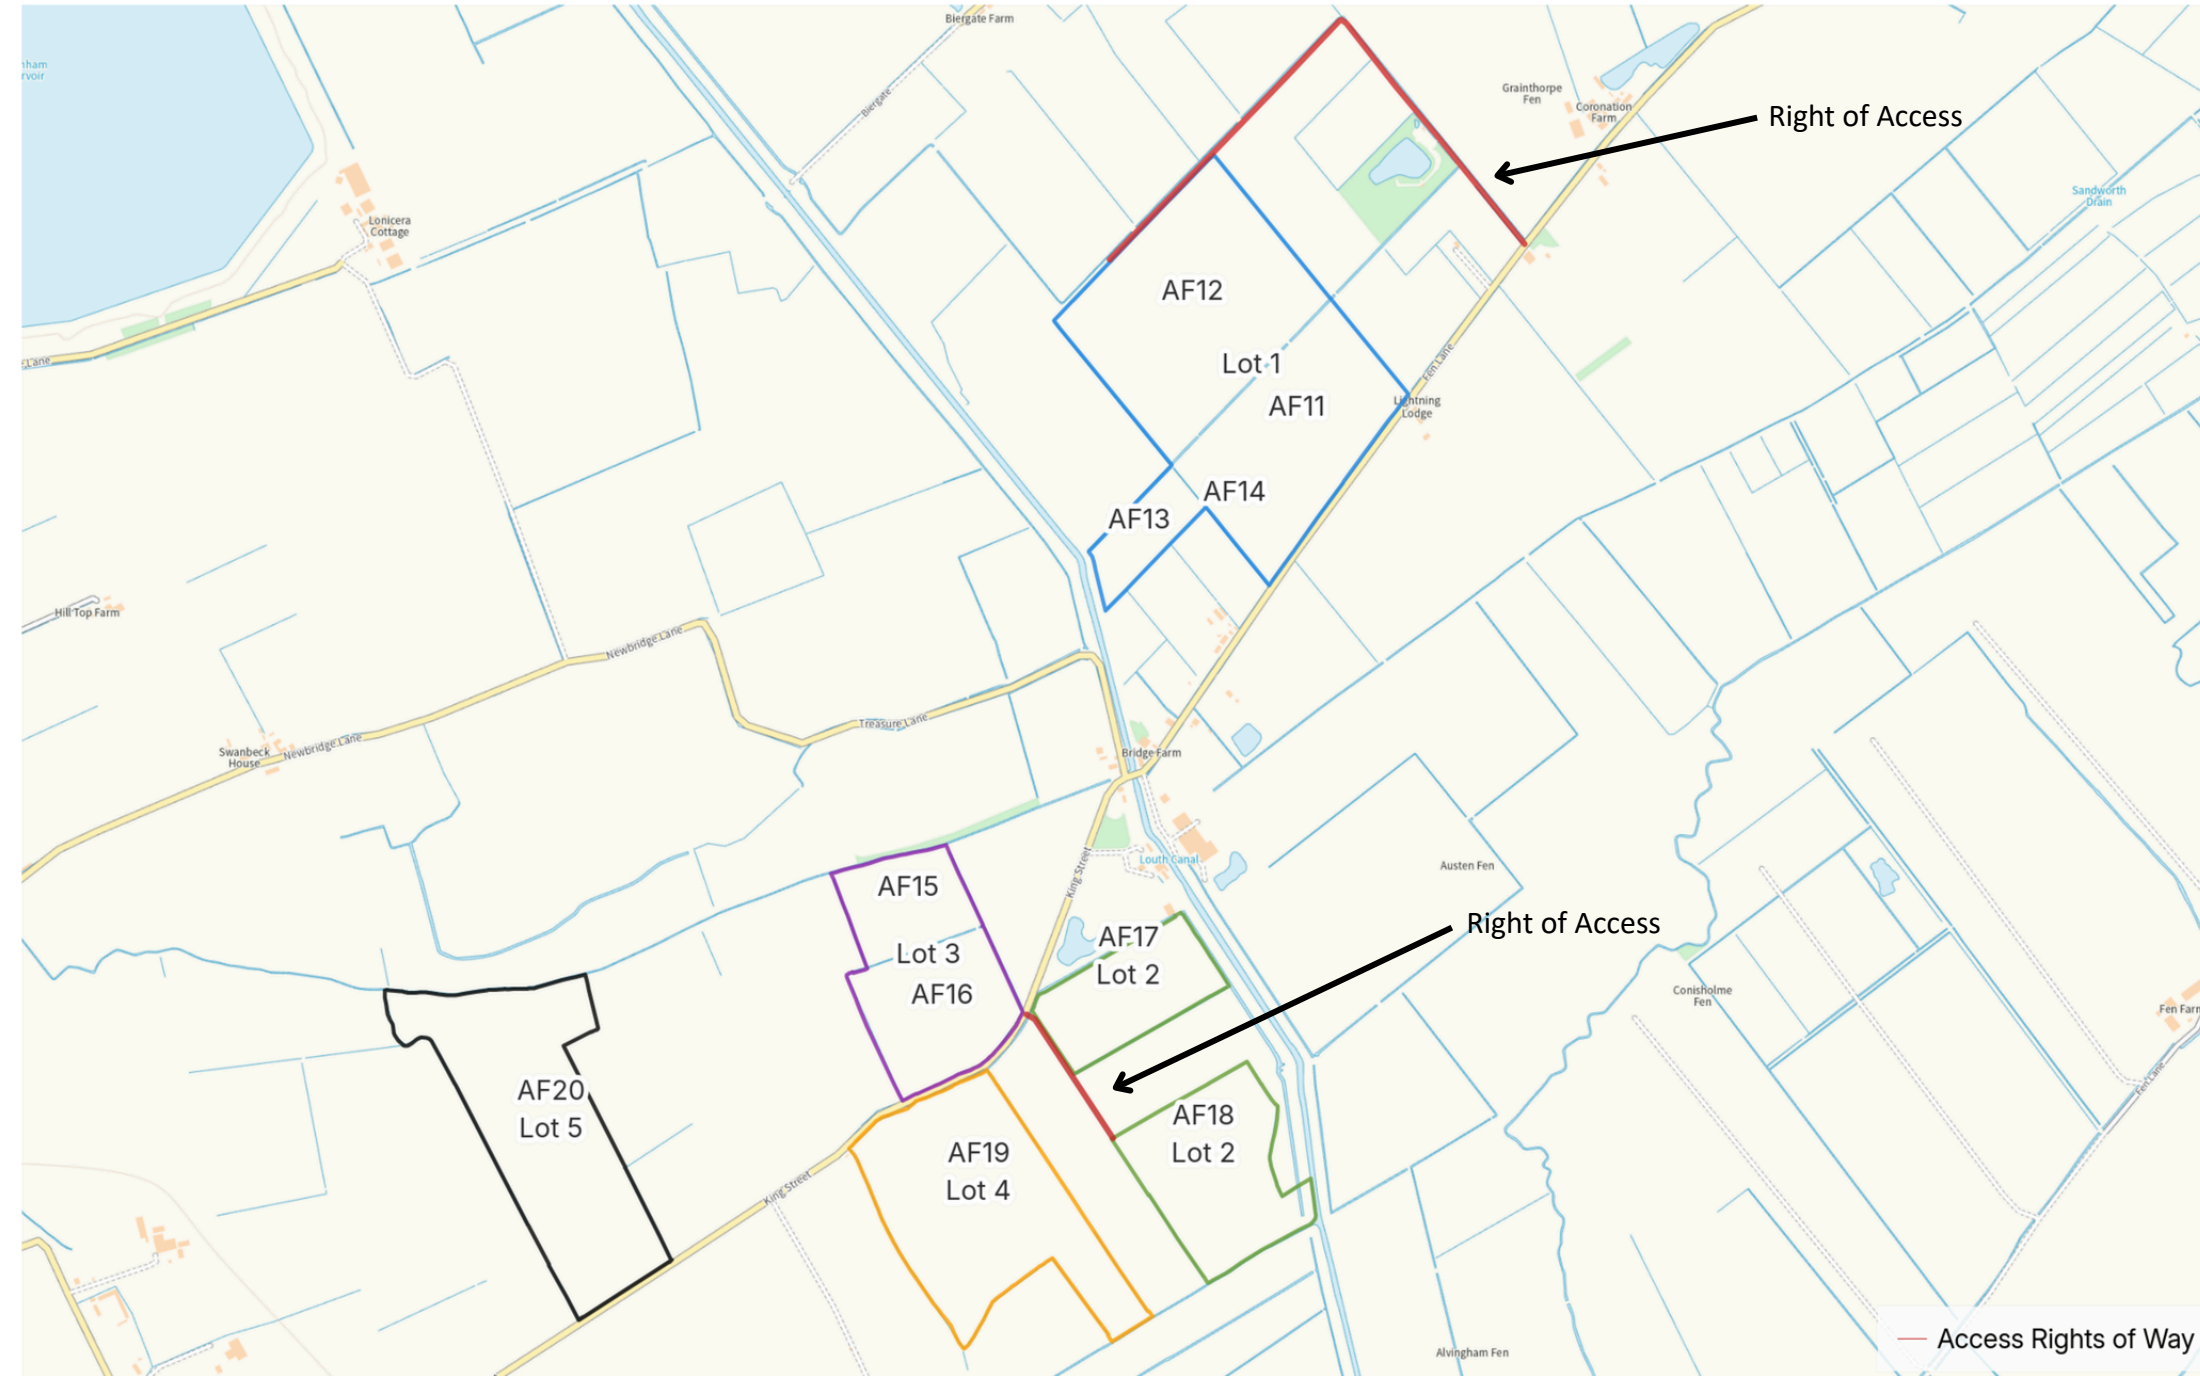 Biergate Farm
nham
rvoir
Biergate
Grainthorpe
Fen
Coronation
Farm
Right of Access
Sandworth
Drain
Lonicera
Cottage
Lane
AF12
Lot 1
AF11
Fen Lane
Lightning
Lodge
AF14
AF13
Hill Top Farm
Newbridge Lane
Treasure Lane
Swanbeck
House
Newbridge Lane
Bridge Farm
Louth Canal
King Street
Austen Fen
AF15
Lot 3
AF16
AF17
Lot 2
Right of Access
Conisholme
Fen
Fen Farm
Fen Lane
AF20
Lot 5
AF18
Lot 2
AF19
Lot 4
King Street
Alvingham Fen
Access Rights of Way